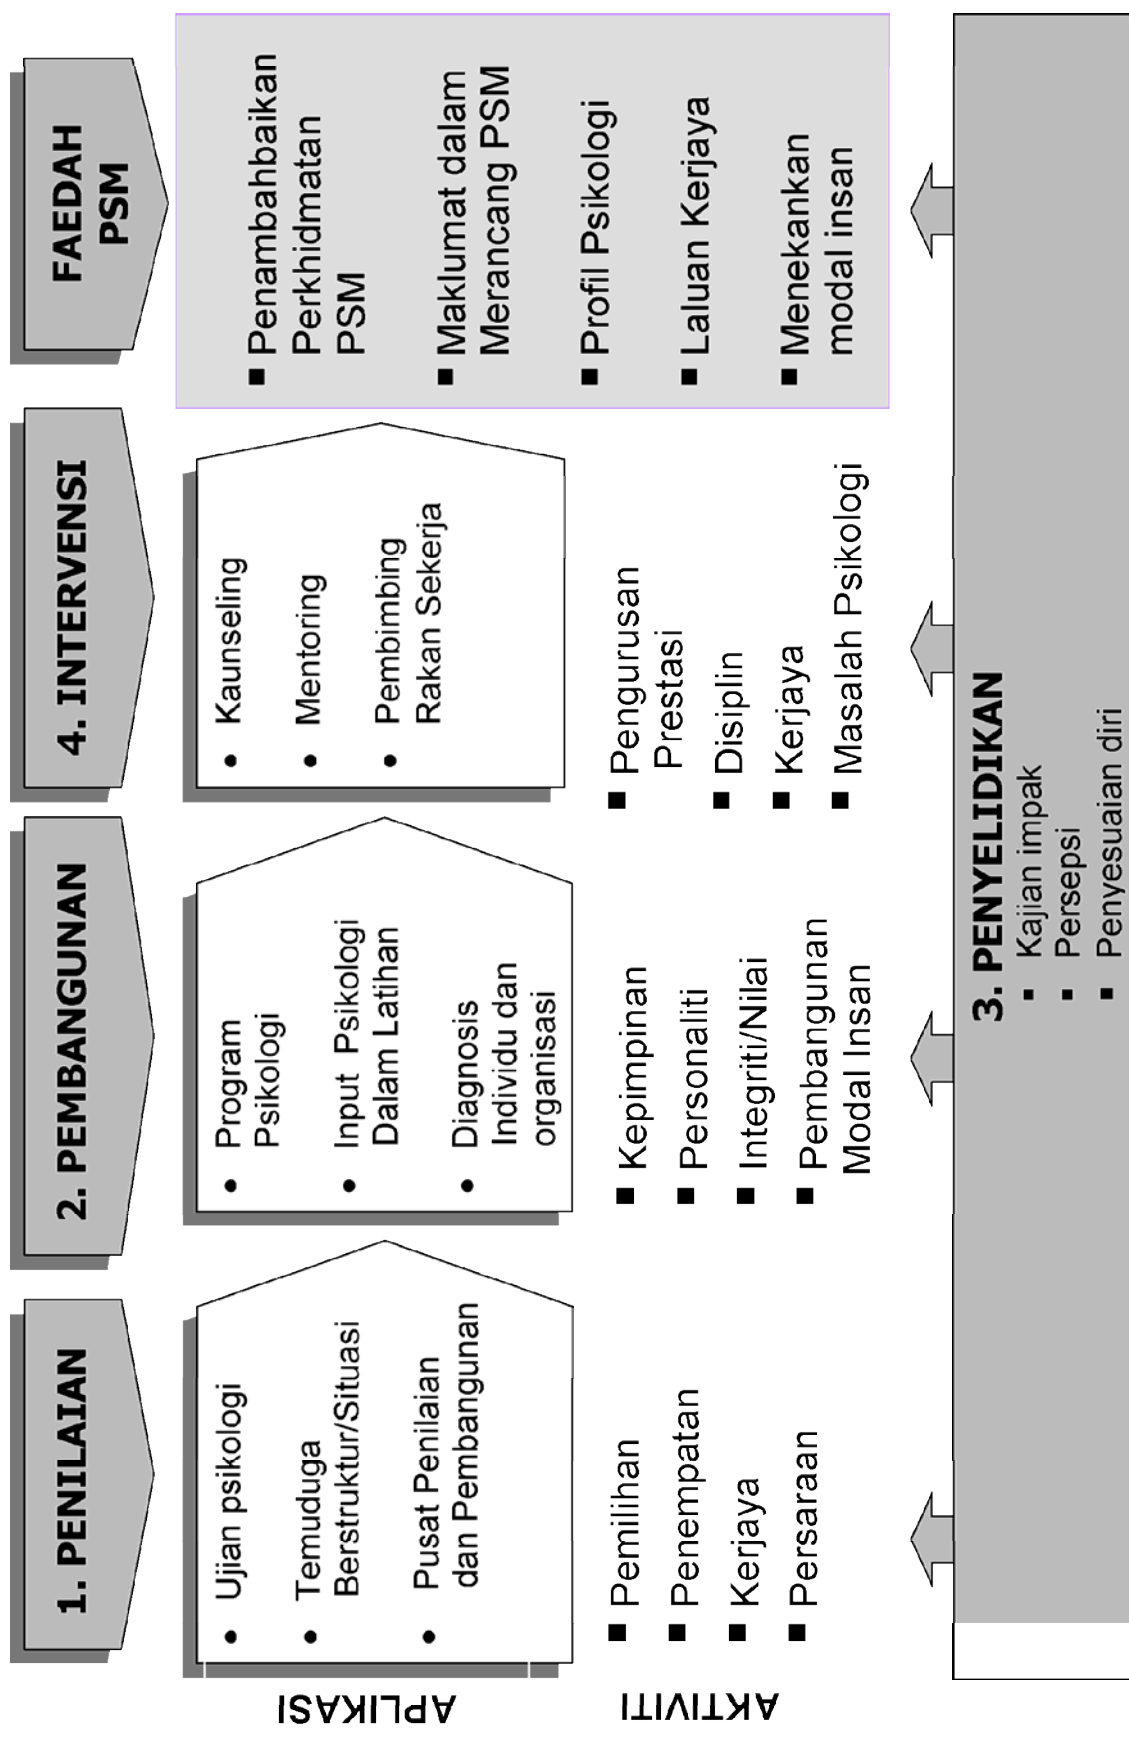 1. PENILAIAN
2. PEMBANGUNAN
4. INTERVENSI
FAEDAH
PSM
APLIKASI
• Ujian psikologi
• Temuduga
Berstruktur/Situasi
• Pusat Penilaian
dan Pembangunan
• Program
Psikologi
• Input Psikologi
Dalam Latihan
• Diagnosis
Individu dan
organisasi
• Kaunseling
• Mentoring
• Pembimbing
Rakan Sekerja
■ Penambahbaikan
Perkhidmatan
PSM
■ Maklumat dalam
Merancang PSM
■ Profil Psikologi
■ Laluan Kerjaya
■ Menekankan
modal insan
AKTIVITI
■ Pemilihan
■ Penempatan
■ Kerjaya
■ Persaraan
■ Kepimpinan
■ Personaliti
■ Integriti/Nilai
■ Pembangunan
Modal Insan
■ Pengurusan
Prestasi
■ Disiplin
■ Kerjaya
■ Masalah Psikologi
3. PENYELIDIKAN
▪ Kajian impak
▪ Persepsi
▪ Penyesuaian diri